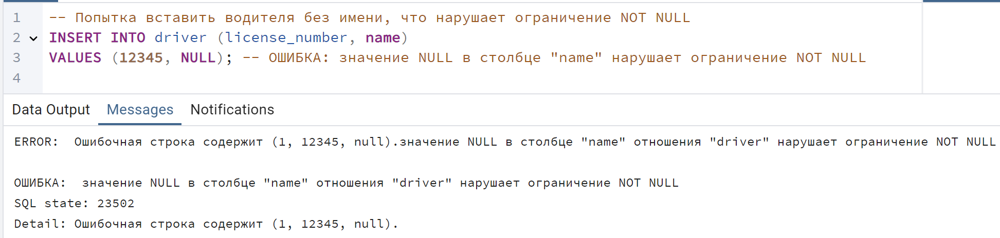 1 -- Попытка вставить водителя без имени, что нарушает ограничение NOT NULL
2 INSERT INTO driver (license_number, name)
3 VALUES (12345, NULL); -- ОШИБКА: значение NULL в столбце "name" нарушает ограничение NOT NULL
4
Data Output Messages Notifications
ERROR:  Ошибочная строка содержит (1, 12345, null).значение NULL в столбце "name" отношения "driver" нарушает ограничение NOT NULL
ОШИБКА:  значение NULL в столбце "name" отношения "driver" нарушает ограничение NOT NULL
SQL state: 23502
Detail: Ошибочная строка содержит (1, 12345, null).